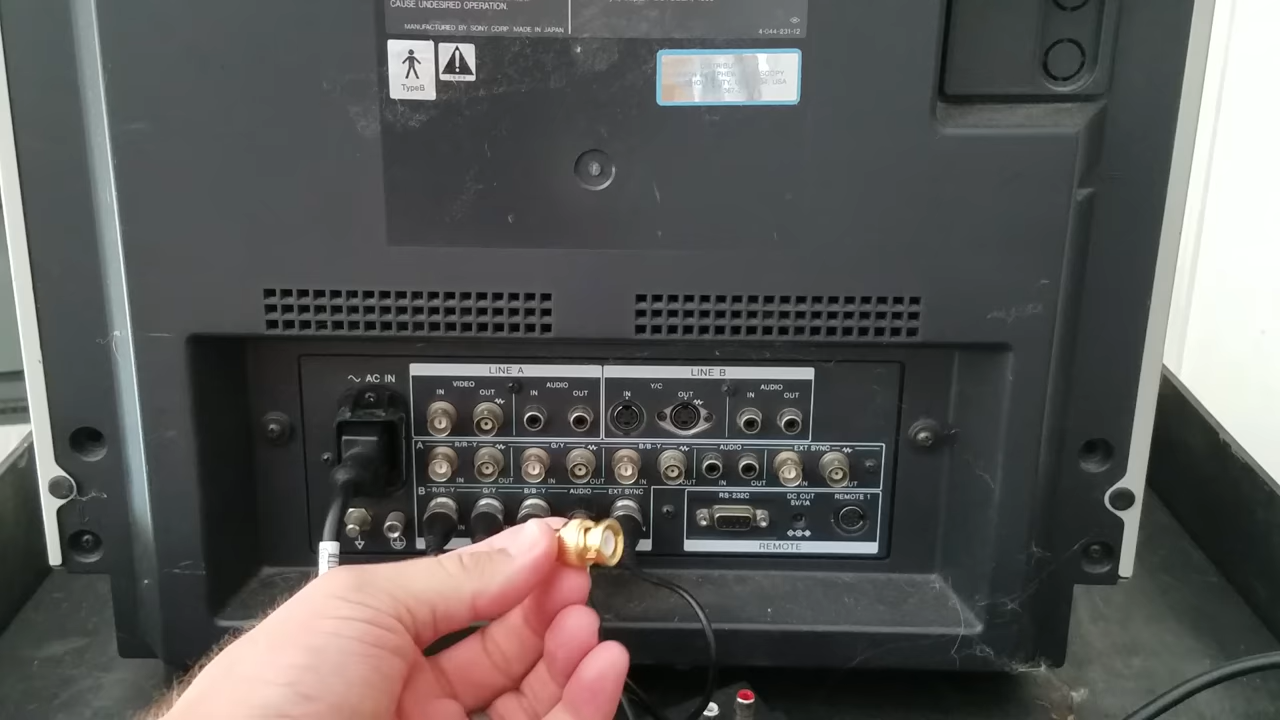 CAUSE UNDESIRED OPERATION.
MANUFACTURED BY SONY CORP. MADE IN JAPAN
4-044-231-12
TypeB
AC IN
LINE A
LINE B
VIDEO
AUDIO
Y/C
AUDIO
IN OUT IN OUT IN OUT IN OUT
A R/R-Y G/Y B/B-Y AUDIO EXT SYNC
IN OUT IN OUT IN OUT IN OUT IN OUT
B R/R-Y G/Y B/B-Y AUDIO EXT SYNC
IN
RS-232C DC OUT REMOTE 1
5V/1A
REMOTE